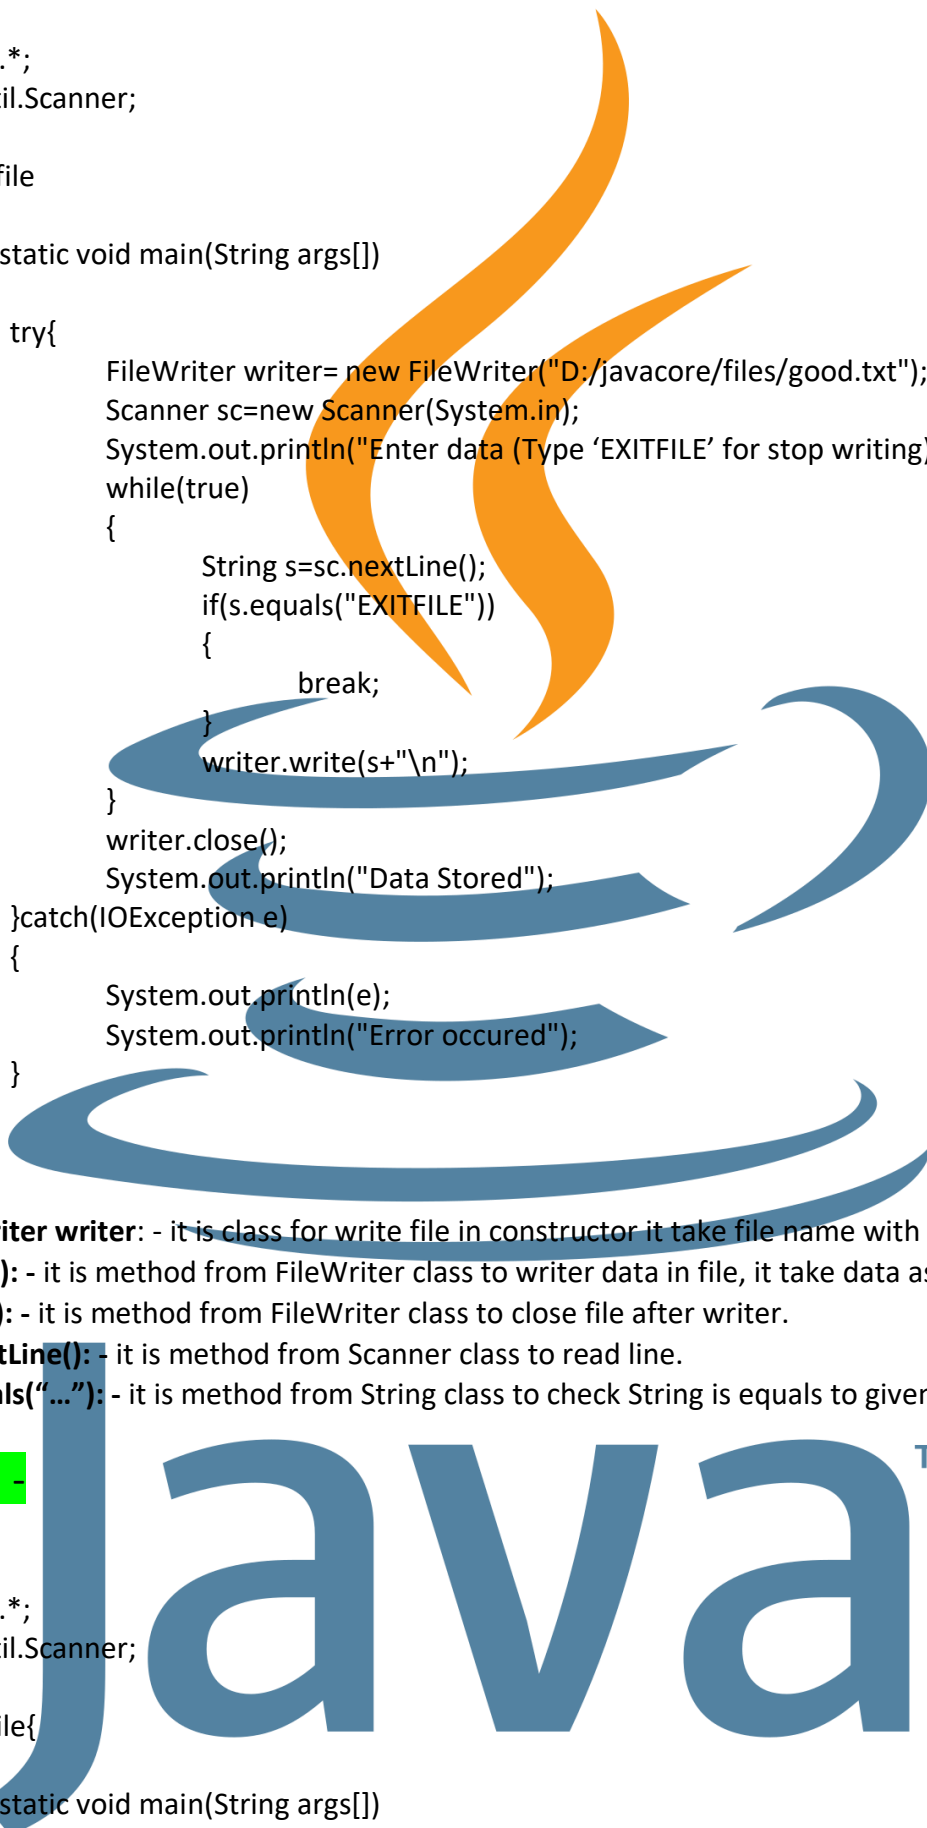 .*;
til.Scanner;
file
static void main(String args[])
try{
FileWriter writer= new FileWriter("D:/javacore/files/good.txt");
Scanner sc=new Scanner(System.in);
System.out.println("Enter data (Type ‘EXITFILE’ for stop writing)
while(true)
{
String s=sc.nextLine();
if(s.equals("EXITFILE"))
{
break;
}
writer.write(s+"\n");
}
writer.close();
System.out.println("Data Stored");
}catch(IOException e)
{
System.out.println(e);
System.out.println("Error occured");
}
riter writer: - it is class for write file in constructor it take file name with
): - it is method from FileWriter class to writer data in file, it take data as
): - it is method from FileWriter class to close file after writer.
tLine(): - it is method from Scanner class to read line.
als(“…”): - it is method from String class to check String is equals to given
-
.*;
til.Scanner;
ile{
static void main(String args[])
Java